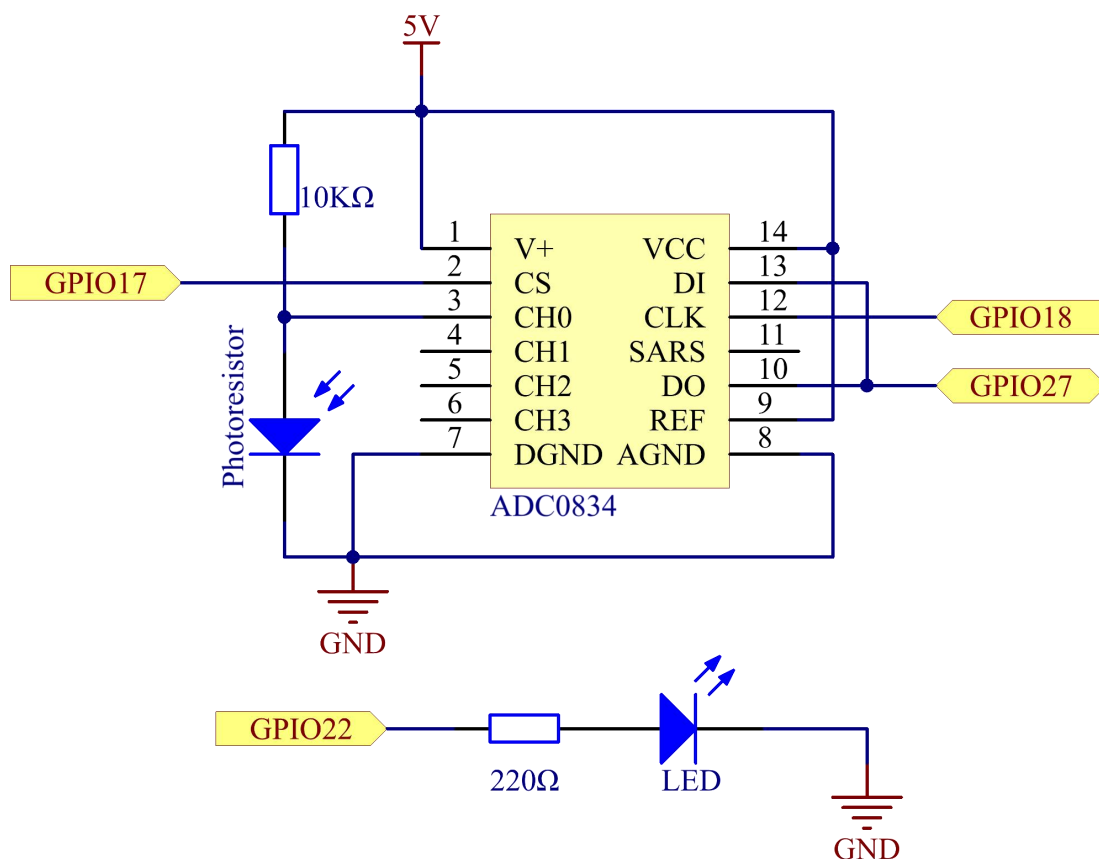 5V
10KΩ
GPIO17
Photoresistor
1 V+ VCC 14
2 CS DI 13
3 CH0 CLK 12
4 CH1 SARS 11
5 CH2 DO 10
6 CH3 REF 9
7 DGND AGND 8
ADC0834
GPIO18
GPIO27
GND
GPIO22
220Ω
LED
GND